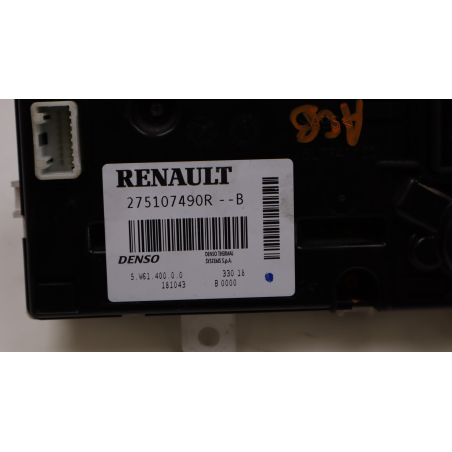 ACB
RENAULT
275107490R --B
DENSO
DENSO THERMAL
SYSTEMS S.p.A.
5.W61.400.0.0
330 16
181043
B 0000